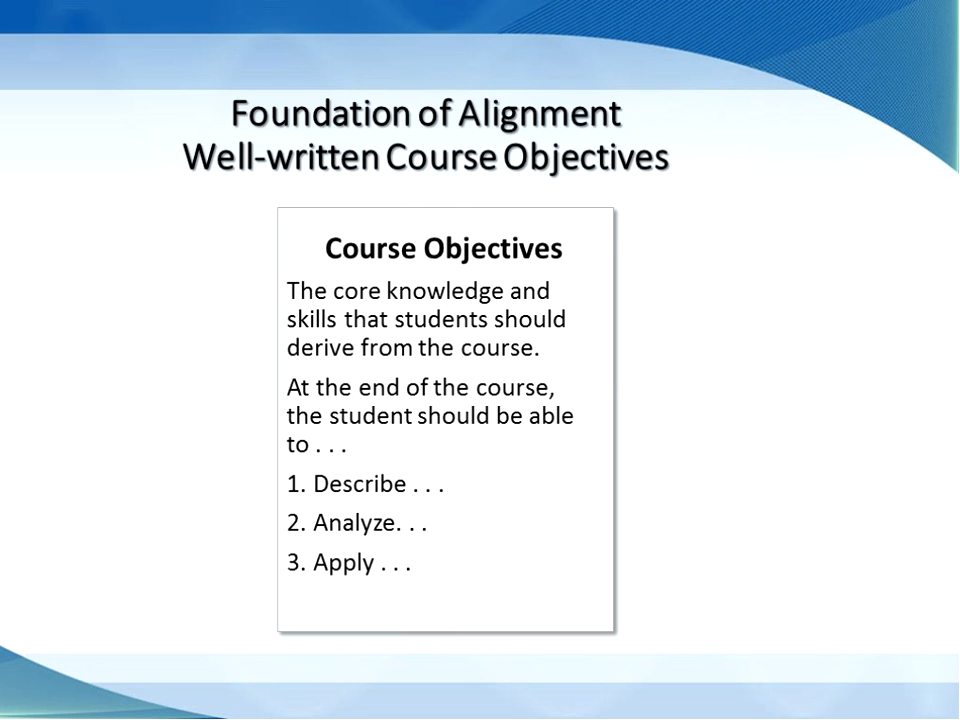 Foundation of Alignment
Well-written Course Objectives
Course Objectives
The core knowledge and
skills that students should
derive from the course.
At the end of the course,
the student should be able
to . . .
1. Describe . . .
2. Analyze. . .
3. Apply . . .